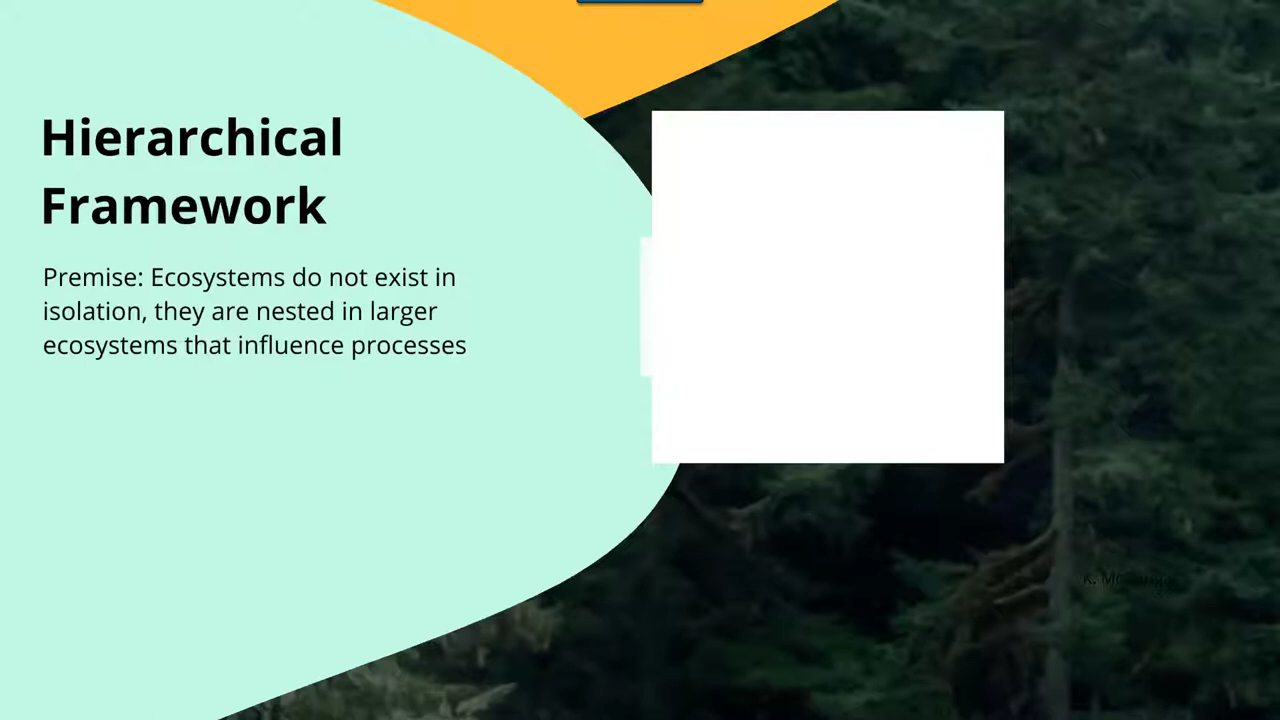 Hierarchical
Framework
Premise: Ecosystems do not exist in
isolation, they are nested in larger
ecosystems that influence processes
K.